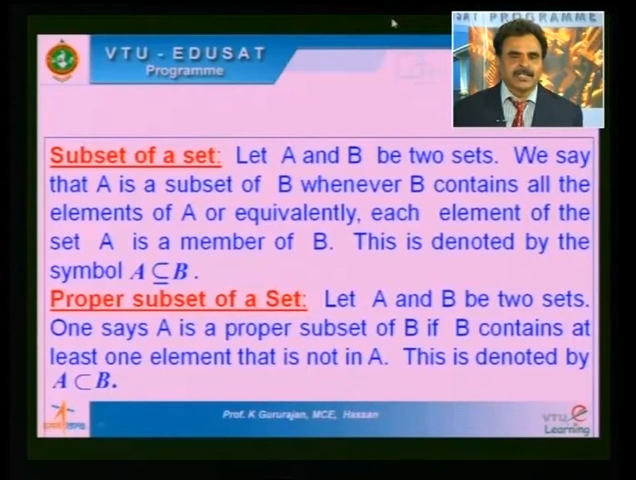 VTU - EDUSAT
Programme
SAT PROGRAMME
Subset of a set: Let A and B be two sets. We say
that A is a subset of B whenever B contains all the
elements of A or equivalently, each element of the
set A is a member of B. This is denoted by the
symbol A ⊆ B .
Proper subset of a Set: Let A and B be two sets.
One says A is a proper subset of B if B contains at
least one element that is not in A. This is denoted by
A ⊂ B.
Prof. K Gururajan, MCE, Hassan
VTU e
Learning